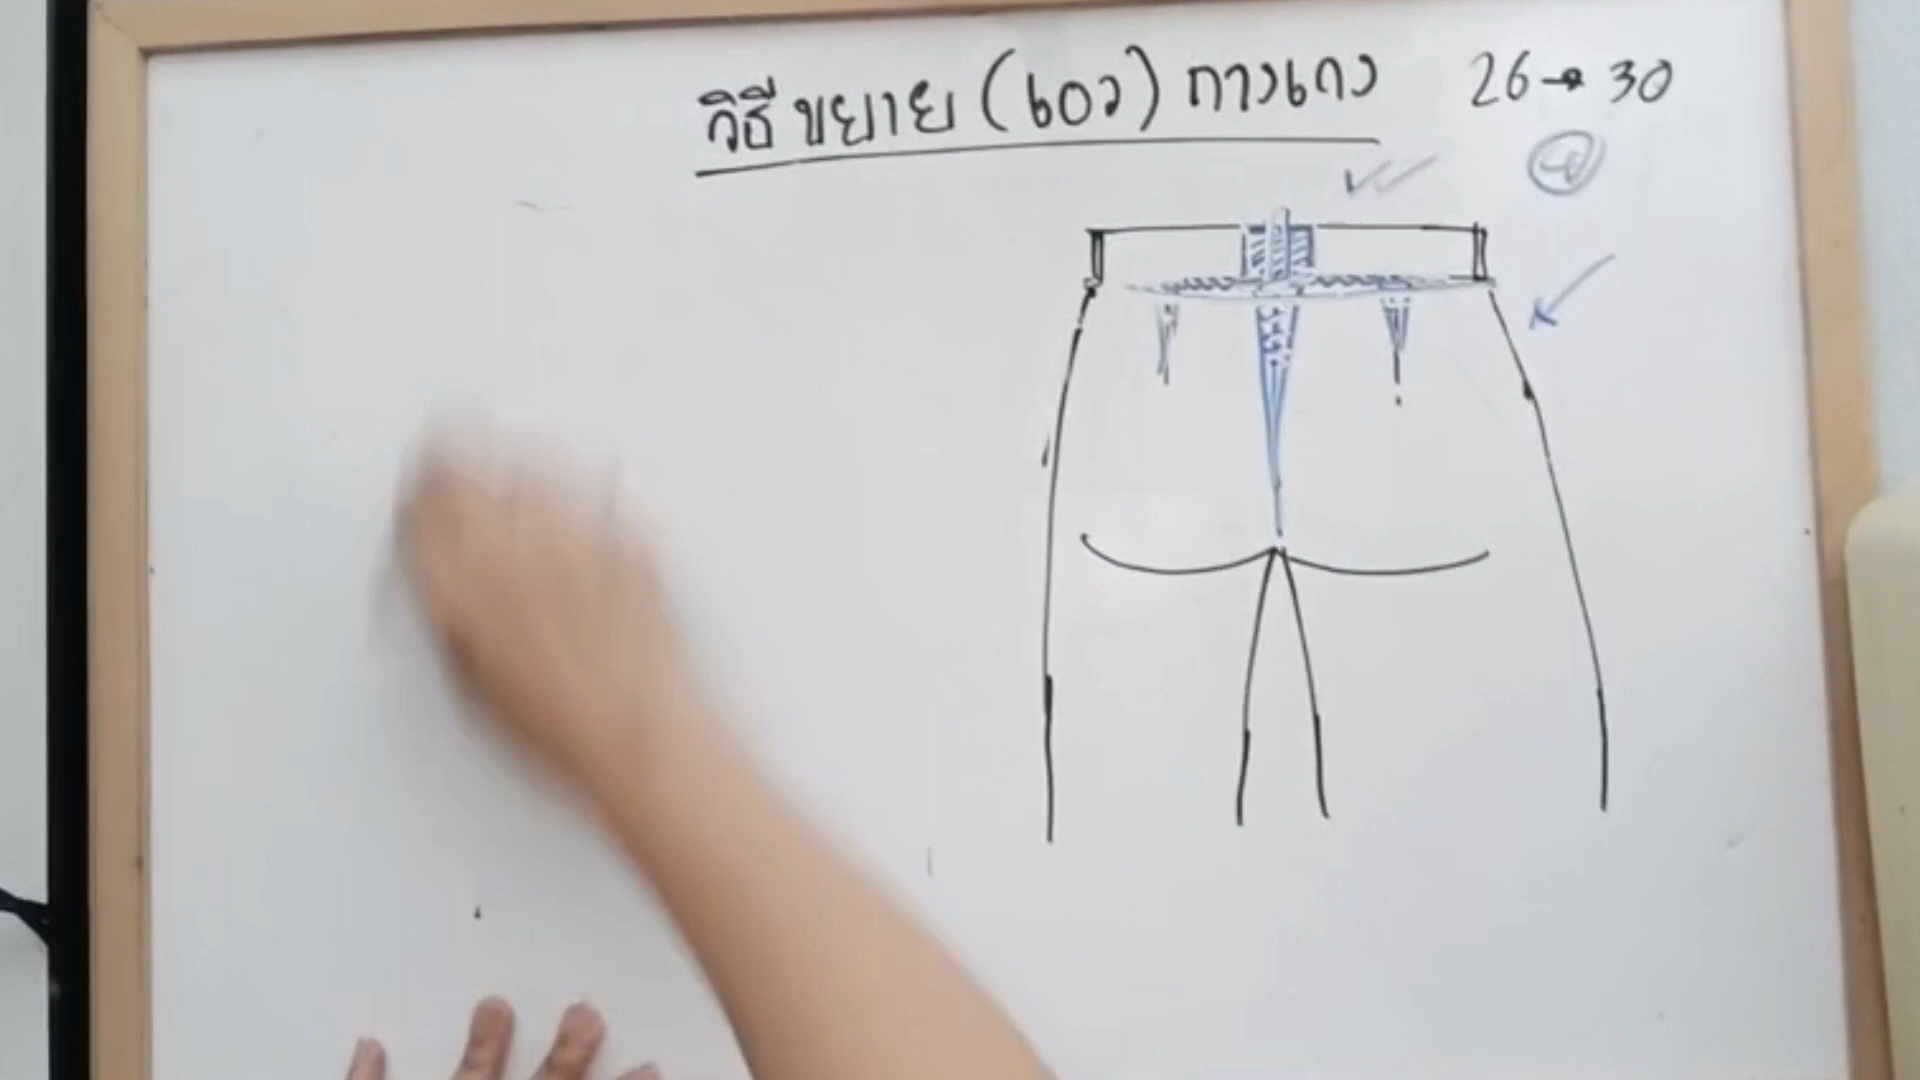 วิธี ขยาย (เอว) กางเกง 26 → 30